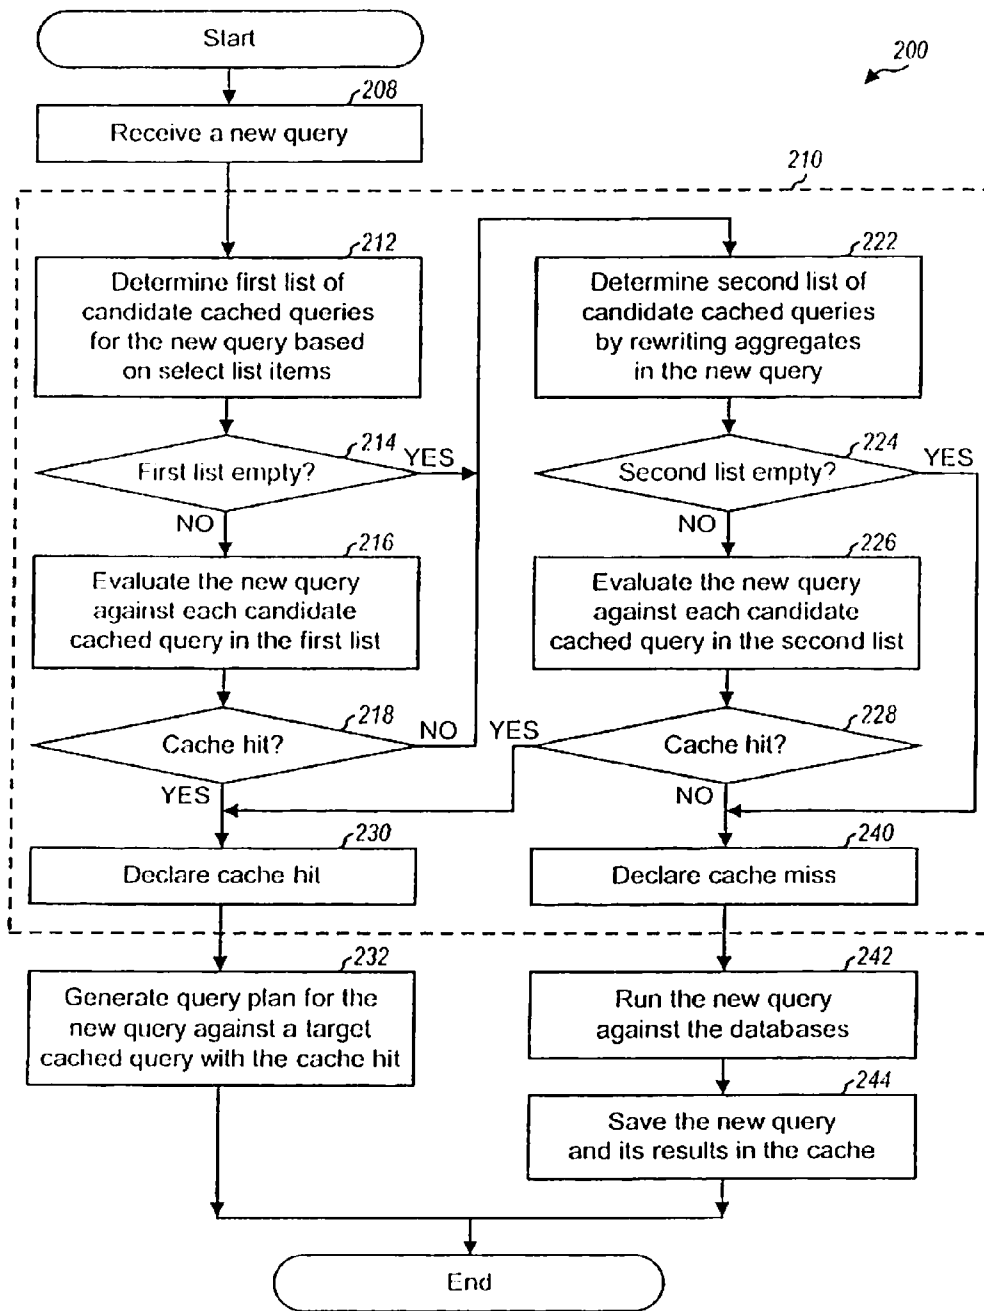 Start
200
208
Receive a new query
210
212
Determine first list of
candidate cached queries
for the new query based
on select list items
222
Determine second list of
candidate cached queries
by rewriting aggregates
in the new query
214
First list empty?
YES
NO
224
Second list empty?
YES
NO
216
Evaluate the new query
against each candidate
cached query in the first list
226
Evaluate the new query
against each candidate
cached query in the second list
218
Cache hit?
NO
YES
228
YES
Cache hit?
NO
230
Declare cache hit
240
Declare cache miss
232
Generate query plan for the
new query against a target
cached query with the cache hit
242
Run the new query
against the databases
244
Save the new query
and its results in the cache
End